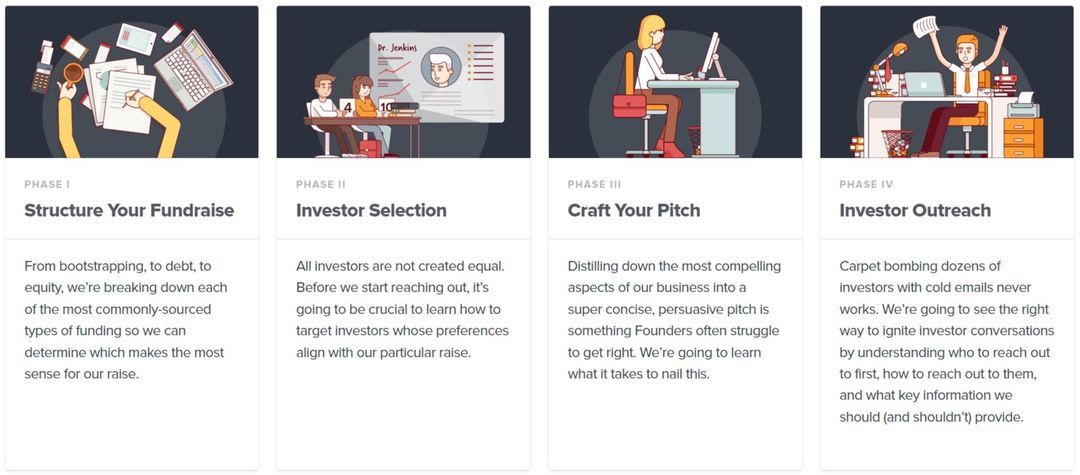 Dr. Jenkins
4
10
PHASE I
Structure Your Fundraise
From bootstrapping, to debt, to
equity, we're breaking down each
of the most commonly-sourced
types of funding so we can
determine which makes the most
sense for our raise.
PHASE II
Investor Selection
All investors are not created equal.
Before we start reaching out, it's
going to be crucial to learn how to
target investors whose preferences
align with our particular raise.
PHASE III
Craft Your Pitch
Distilling down the most compelling
aspects of our business into a
super concise, persuasive pitch is
something Founders often struggle
to get right. We're going to learn
what it takes to nail this.
PHASE IV
Investor Outreach
Carpet bombing dozens of
investors with cold emails never
works. We're going to see the right
way to ignite investor conversations
by understanding who to reach out
to first, how to reach out to them,
and what key information we
should (and shouldn't) provide.